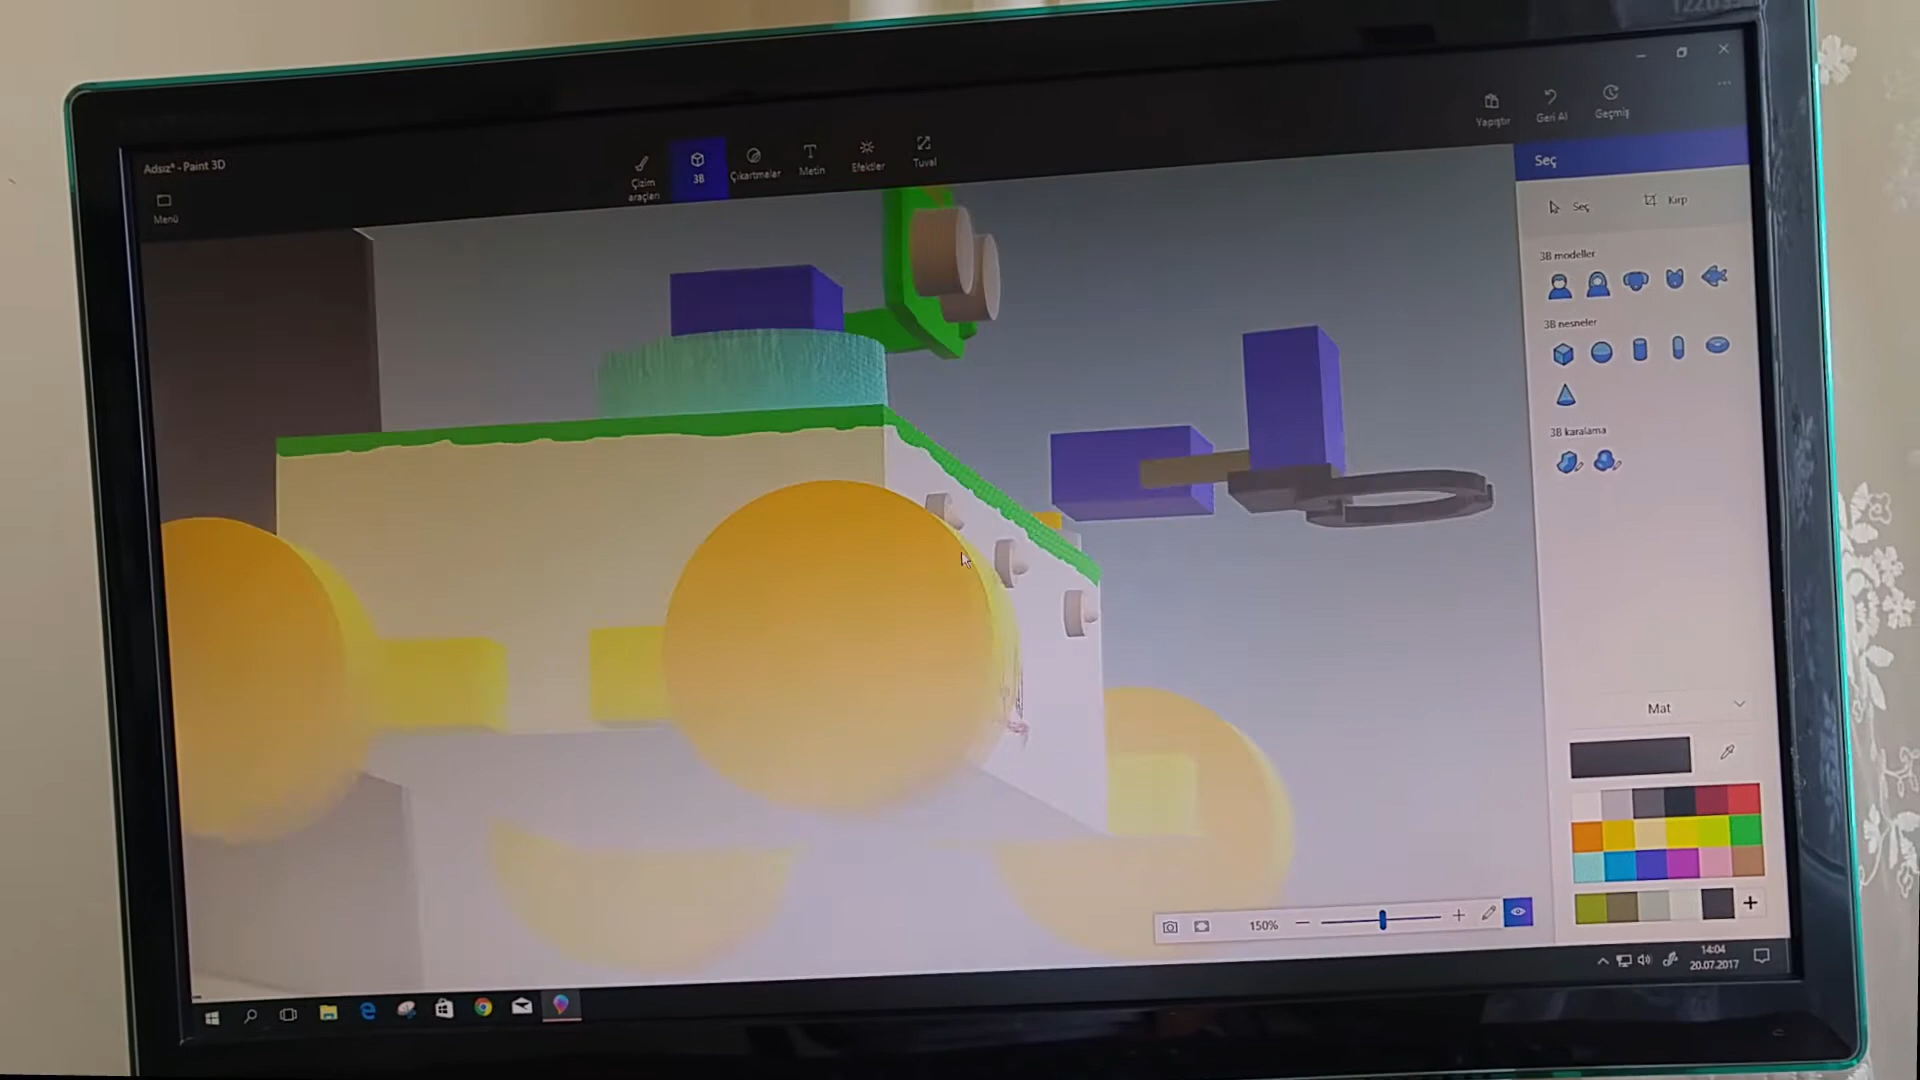 Adsız* - Paint 3D
Menü
Çizim
araçları
3B
Çıkartmalar
Metin
Efektler
Tuval
Yapıştır
Geri Al
Geçmiş
Seç
Seç
Kırp
3B modeller
3B nesneler
3B karalama
Mat
150%
14:04
20.07.2017